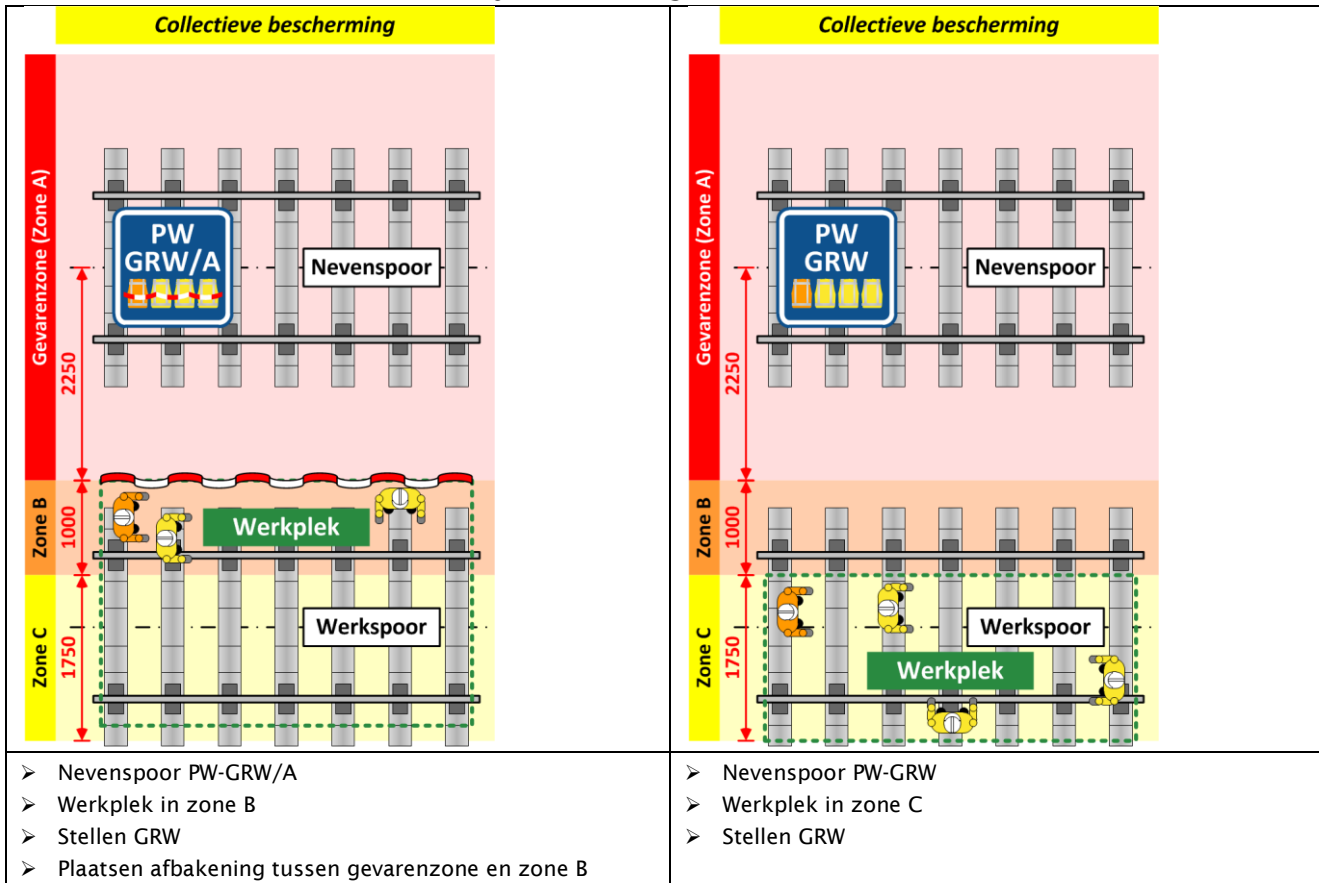 Collectieve bescherming
Gevarenzone (Zone A)
PW
GRW/A
Nevenspoor
2250
Zone B
1000
Werkplek
Zone C
1750
Werkspoor
➢ Nevenspoor PW-GRW/A
➢ Werkplek in zone B
➢ Stellen GRW
➢ Plaatsen afbakening tussen gevarenzone en zone B
Collectieve bescherming
Gevarenzone (Zone A)
PW
GRW
Nevenspoor
2250
Zone B
1000
Zone C
1750
Werkspoor
Werkplek
➢ Nevenspoor PW-GRW
➢ Werkplek in zone C
➢ Stellen GRW